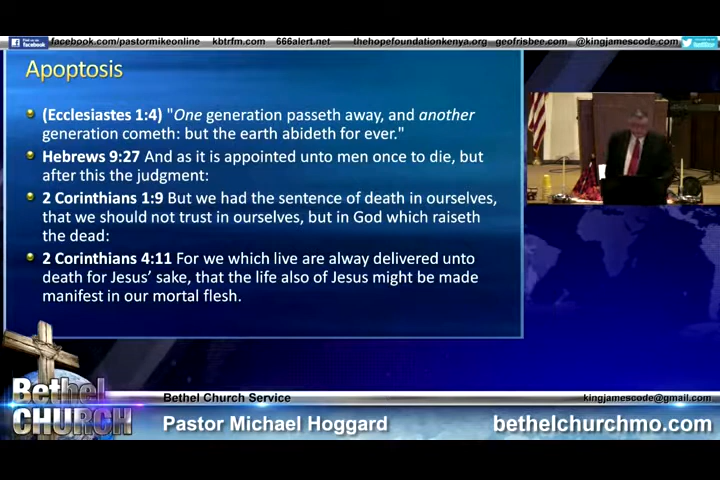 Find us on facebook
facebook.com/pastormikeonline kbtrfm.com 666alert.net thehopefoundationkenya.org geofrisbee.com @kingjamescode.com twitter
Apoptosis
(Ecclesiastes 1:4) "One generation passeth away, and another
generation cometh: but the earth abideth for ever."
Hebrews 9:27 And as it is appointed unto men once to die, but
after this the judgment:
2 Corinthians 1:9 But we had the sentence of death in ourselves,
that we should not trust in ourselves, but in God which raiseth
the dead:
2 Corinthians 4:11 For we which live are alway delivered unto
death for Jesus' sake, that the life also of Jesus might be made
manifest in our mortal flesh.
Bethel
CHURCH
Bethel Church Service kingjamescode@gmail.com
Pastor Michael Hoggard bethelchurchmo.com